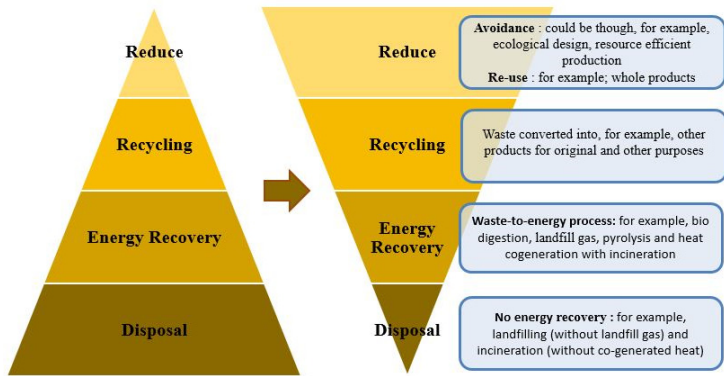 Reduce
Recycling
Energy Recovery
Disposal
Reduce
Recycling
Energy
Recovery
Disposal
Avoidance : could be though, for example,
ecological design, resource efficient
production
Re-use : for example; whole products
Waste converted into, for example, other
products for original and other purposes
Waste-to-energy process: for example, bio
digestion, landfill gas, pyrolysis and heat
cogeneration with incineration
No energy recovery : for example,
landfilling (without landfill gas) and
incineration (without co-generated heat)